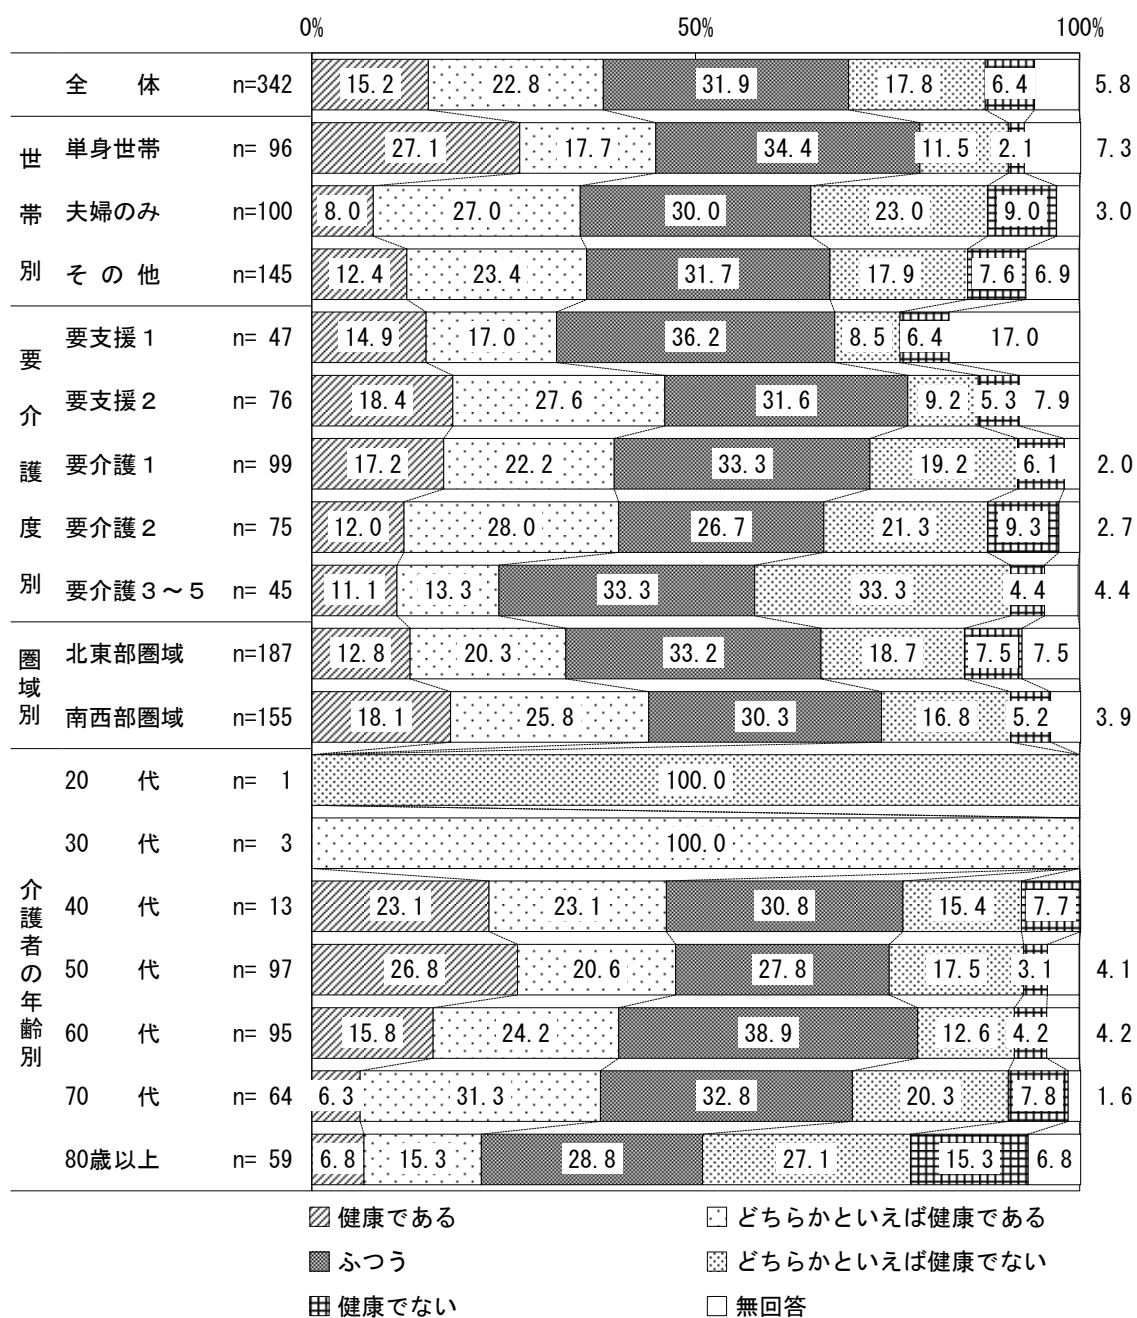 0% 50% 100%
全 体 n=342 15.2 22.8 31.9 17.8 6.4 5.8
世帯別
単身世帯 n= 96 27.1 17.7 34.4 11.5 2.1 7.3
夫婦のみ n=100 8.0 27.0 30.0 23.0 9.0 3.0
その他 n=145 12.4 23.4 31.7 17.9 7.6 6.9
要介護度別
要支援1 n= 47 14.9 17.0 36.2 8.5 6.4 17.0
要支援2 n= 76 18.4 27.6 31.6 9.2 5.3 7.9
要介護1 n= 99 17.2 22.2 33.3 19.2 6.1 2.0
要介護2 n= 75 12.0 28.0 26.7 21.3 9.3 2.7
要介護3~5 n= 45 11.1 13.3 33.3 33.3 4.4 4.4
圏域別
北東部圏域 n=187 12.8 20.3 33.2 18.7 7.5 7.5
南西部圏域 n=155 18.1 25.8 30.3 16.8 5.2 3.9
介護者の年齢別
20 代 n= 1 100.0
30 代 n= 3 100.0
40 代 n= 13 23.1 23.1 30.8 15.4 7.7
50 代 n= 97 26.8 20.6 27.8 17.5 3.1 4.1
60 代 n= 95 15.8 24.2 38.9 12.6 4.2 4.2
70 代 n= 64 6.3 31.3 32.8 20.3 7.8 1.6
80歳以上 n= 59 6.8 15.3 28.8 27.1 15.3 6.8
健康である どちらかといえば健康である
ふつう どちらかといえば健康でない
健康でない 無回答